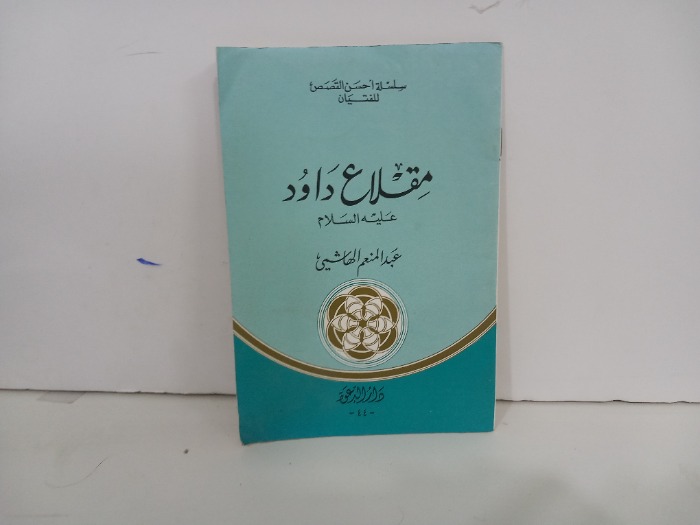 سلسلة أحسن القصص
للفتيان
مقلاع داود
عليه السلام
عبد المنعم الهاشمي
دار الدعوة
- ٤٤ -